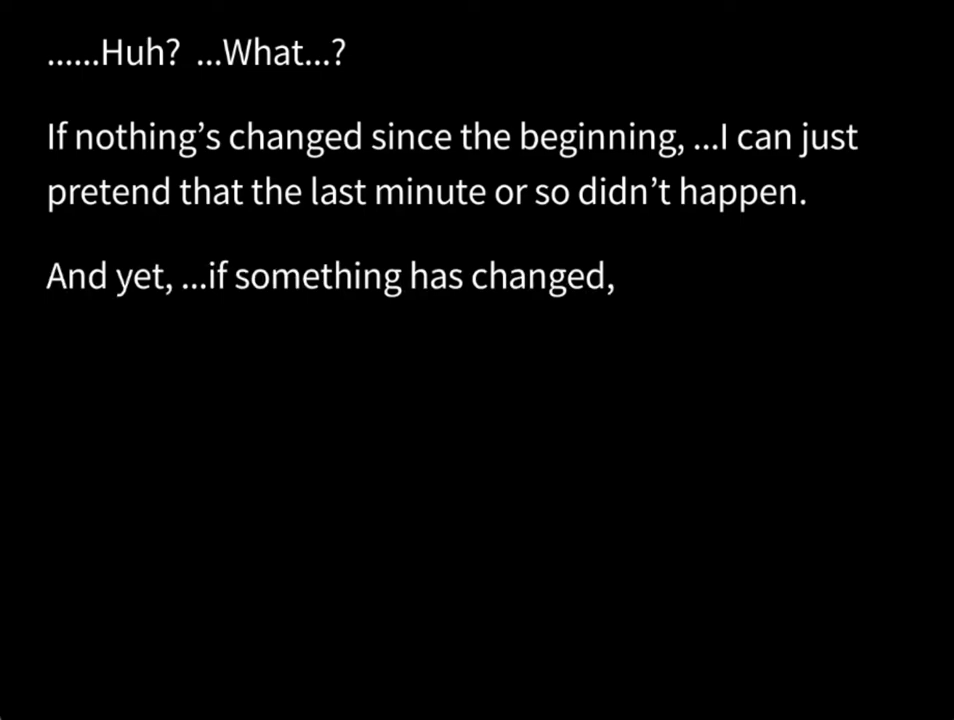 ......Huh?  ...What...?
If nothing’s changed since the beginning, ...I can just
pretend that the last minute or so didn’t happen.
And yet, ...if something has changed,